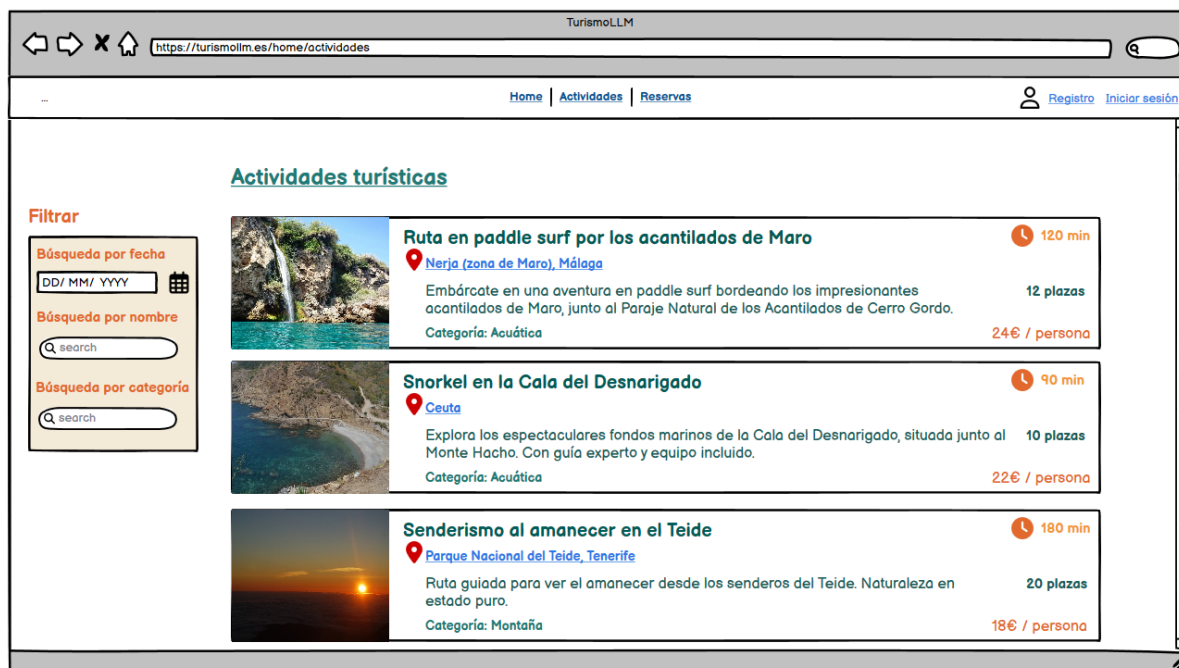 TurismoLLM
https://turismollm.es/home/actividades
...
Home
Actividades
Reservas
Registro
Iniciar sesión
Actividades turísticas
Filtrar
Búsqueda por fecha
DD/ MM/ YYYY
Búsqueda por nombre
search
Búsqueda por categoría
search
Ruta en paddle surf por los acantilados de Maro
120 min
Nerja (zona de Maro), Málaga
Embárcate en una aventura en paddle surf bordeando los impresionantes
acantilados de Maro, junto al Paraje Natural de los Acantilados de Cerro Gordo.
12 plazas
Categoría: Acuática
24€ / persona
Snorkel en la Cala del Desnarigado
90 min
Ceuta
Explora los espectaculares fondos marinos de la Cala del Desnarigado, situada junto al
Monte Hacho. Con guía experto y equipo incluido.
10 plazas
Categoría: Acuática
22€ / persona
Senderismo al amanecer en el Teide
180 min
Parque Nacional del Teide, Tenerife
Ruta guiada para ver el amanecer desde los senderos del Teide. Naturaleza en
estado puro.
20 plazas
Categoría: Montaña
18€ / persona